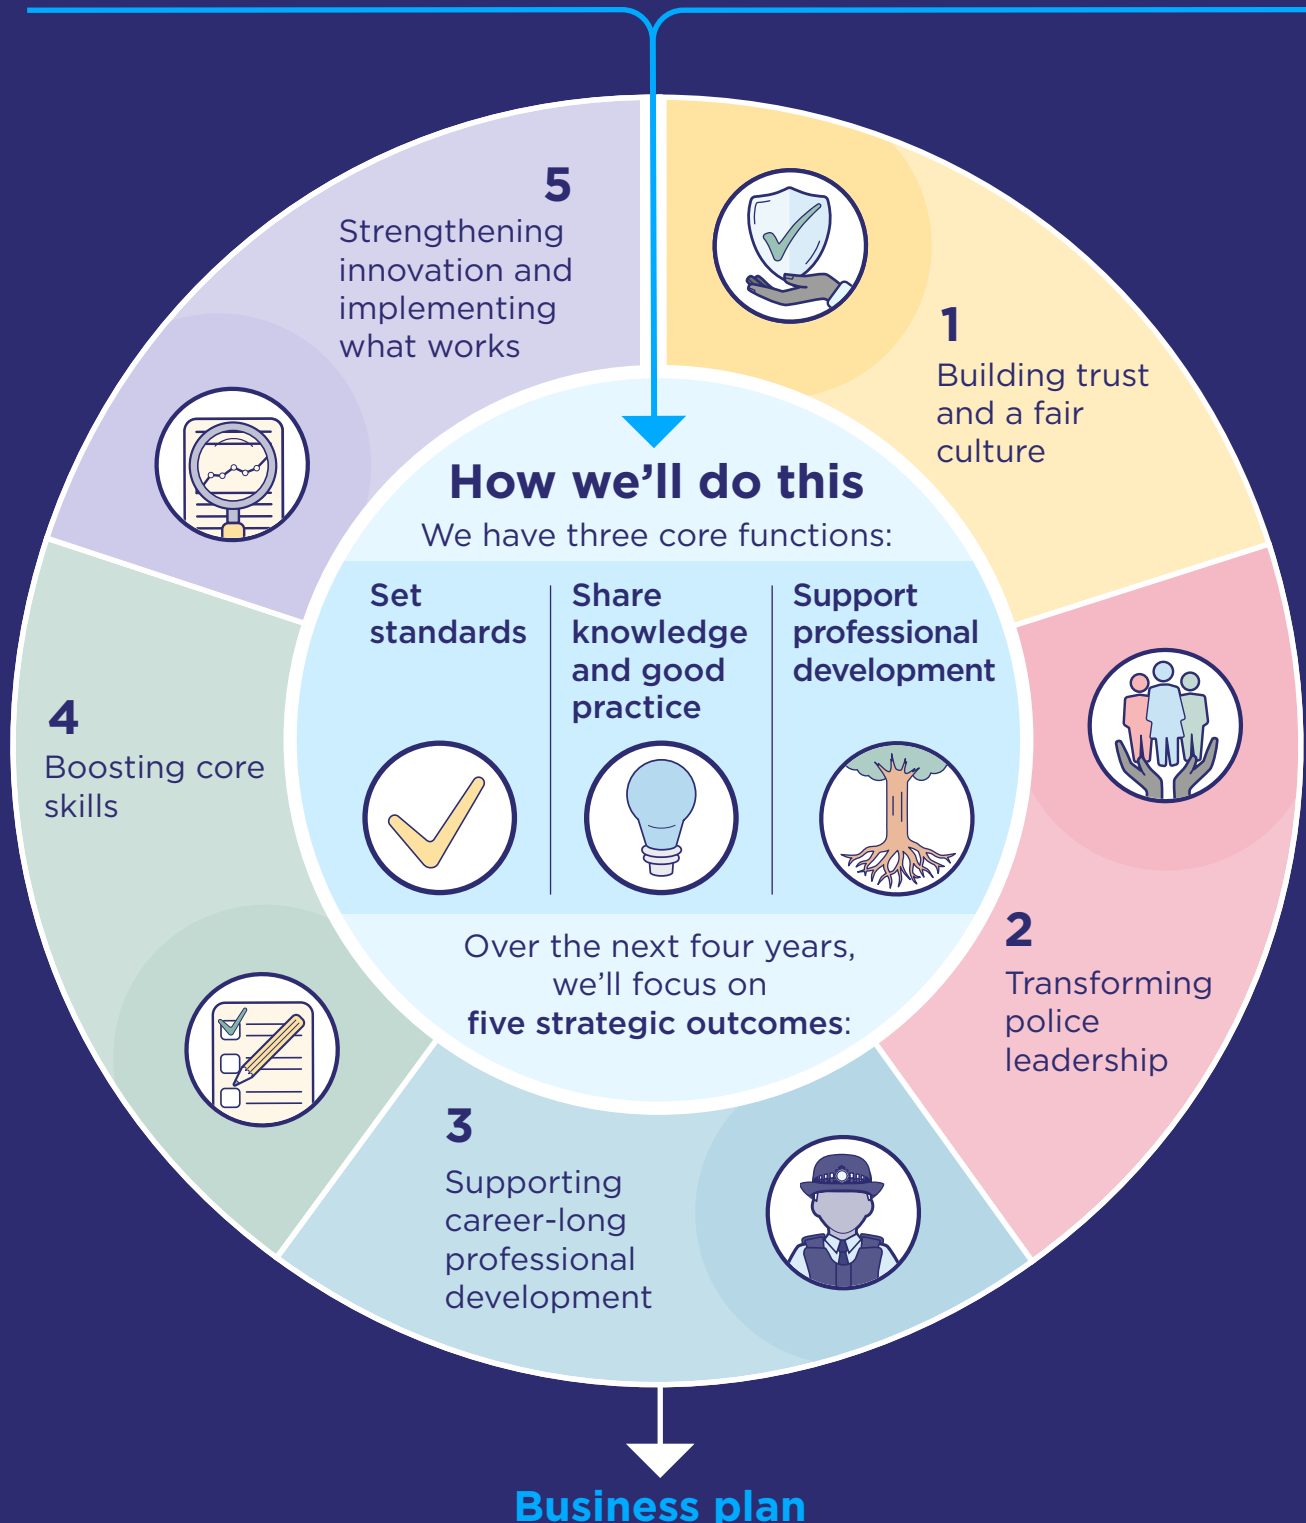 How we’ll do this
We have three core functions:
Set
standards
Share
knowledge
and good
practice
Support
professional
development
Over the next four years,
we’ll focus on
five strategic outcomes:
1
Building trust
and a fair
culture
2
Transforming
police
leadership
3
Supporting
career-long
professional
development
4
Boosting core
skills
5
Strengthening
innovation and
implementing
what works
Business plan